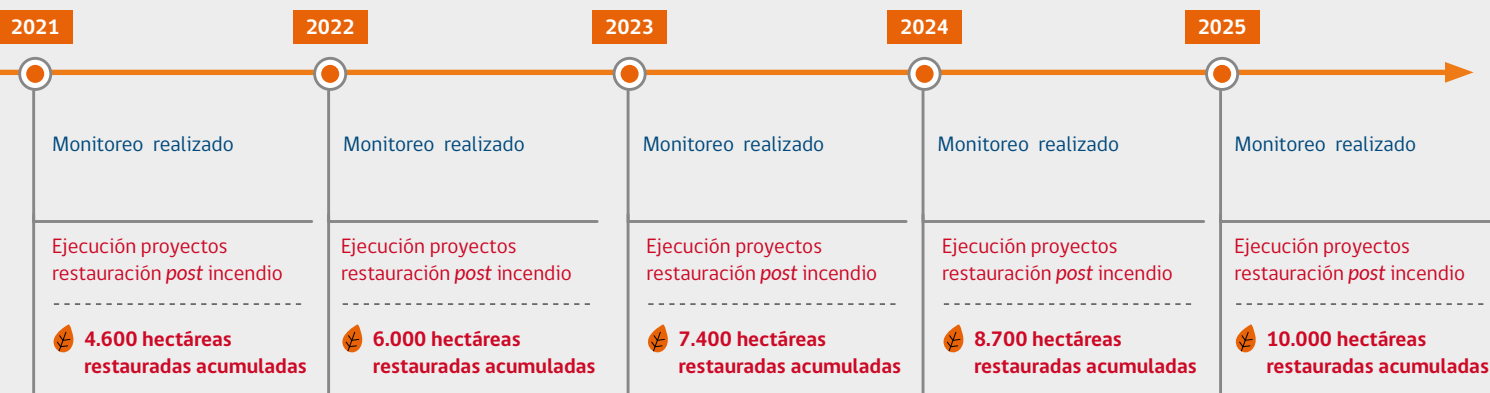 2021
2022
2023
2024
2025
Monitoreo realizado
Monitoreo realizado
Monitoreo realizado
Monitoreo realizado
Monitoreo realizado
Ejecución proyectos
restauración post incendio
4.600 hectáreas
restauradas acumuladas
Ejecución proyectos
restauración post incendio
6.000 hectáreas
restauradas acumuladas
Ejecución proyectos
restauración post incendio
7.400 hectáreas
restauradas acumuladas
Ejecución proyectos
restauración post incendio
8.700 hectáreas
restauradas acumuladas
Ejecución proyectos
restauración post incendio
10.000 hectáreas
restauradas acumuladas